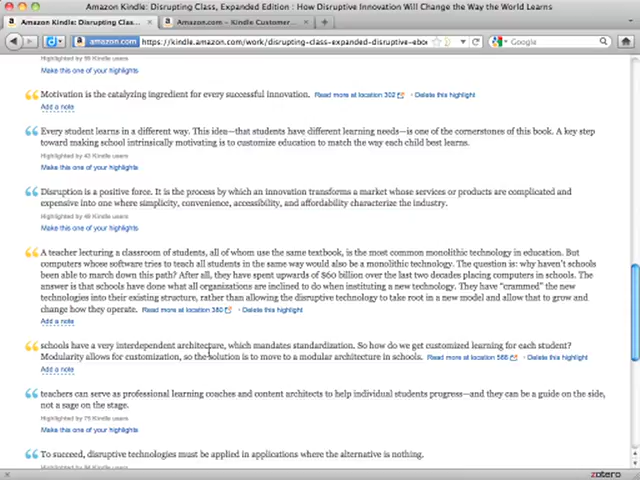 Amazon Kindle: Disrupting Class, Expanded Edition : How Disruptive Innovation Will Change the Way the World Learns
Amazon Kindle: Disrupting Clas...
Amazon.com – Kindle Customer...
amazon.com
https://kindle.amazon.com/work/disrupting-class-expanded-disruptive-eboo
Google
Highlighted by 59 Kindle users
Make this one of your highlights
Motivation is the catalyzing ingredient for every successful innovation. Read more at location 302 • Delete this highlight
Add a note
Every student learns in a different way. This idea—that students have different learning needs—is one of the cornerstones of this book. A key step
toward making school intrinsically motivating is to customize education to match the way each child best learns.
Highlighted by 43 Kindle users
Make this one of your highlights
Disruption is a positive force. It is the process by which an innovation transforms a market whose services or products are complicated and
expensive into one where simplicity, convenience, accessibility, and affordability characterize the industry.
Highlighted by 49 Kindle users
Make this one of your highlights
A teacher lecturing a classroom of students, all of whom use the same textbook, is the most common monolithic technology in education. But
computers whose software tries to teach all students in the same way would also be a monolithic technology. The question is: why haven't schools
been able to march down this path? After all, they have spent upwards of $60 billion over the last two decades placing computers in schools. The
answer is that schools have done what all organizations are inclined to do when instituting a new technology. They have "crammed" the new
technologies into their existing structure, rather than allowing the disruptive technology to take root in a new model and allow that to grow and
change how they operate. Read more at location 380 • Delete this highlight
Add a note
schools have a very interdependent architecture, which mandates standardization. So how do we get customized learning for each student?
Modularity allows for customization, so the solution is to move to a modular architecture in schools. Read more at location 568 • Delete this highlight
Add a note
teachers can serve as professional learning coaches and content architects to help individual students progress—and they can be a guide on the side,
not a sage on the stage.
Highlighted by 75 Kindle users
Make this one of your highlights
To succeed, disruptive technologies must be applied in applications where the alternative is nothing.
Kindle users
zotero